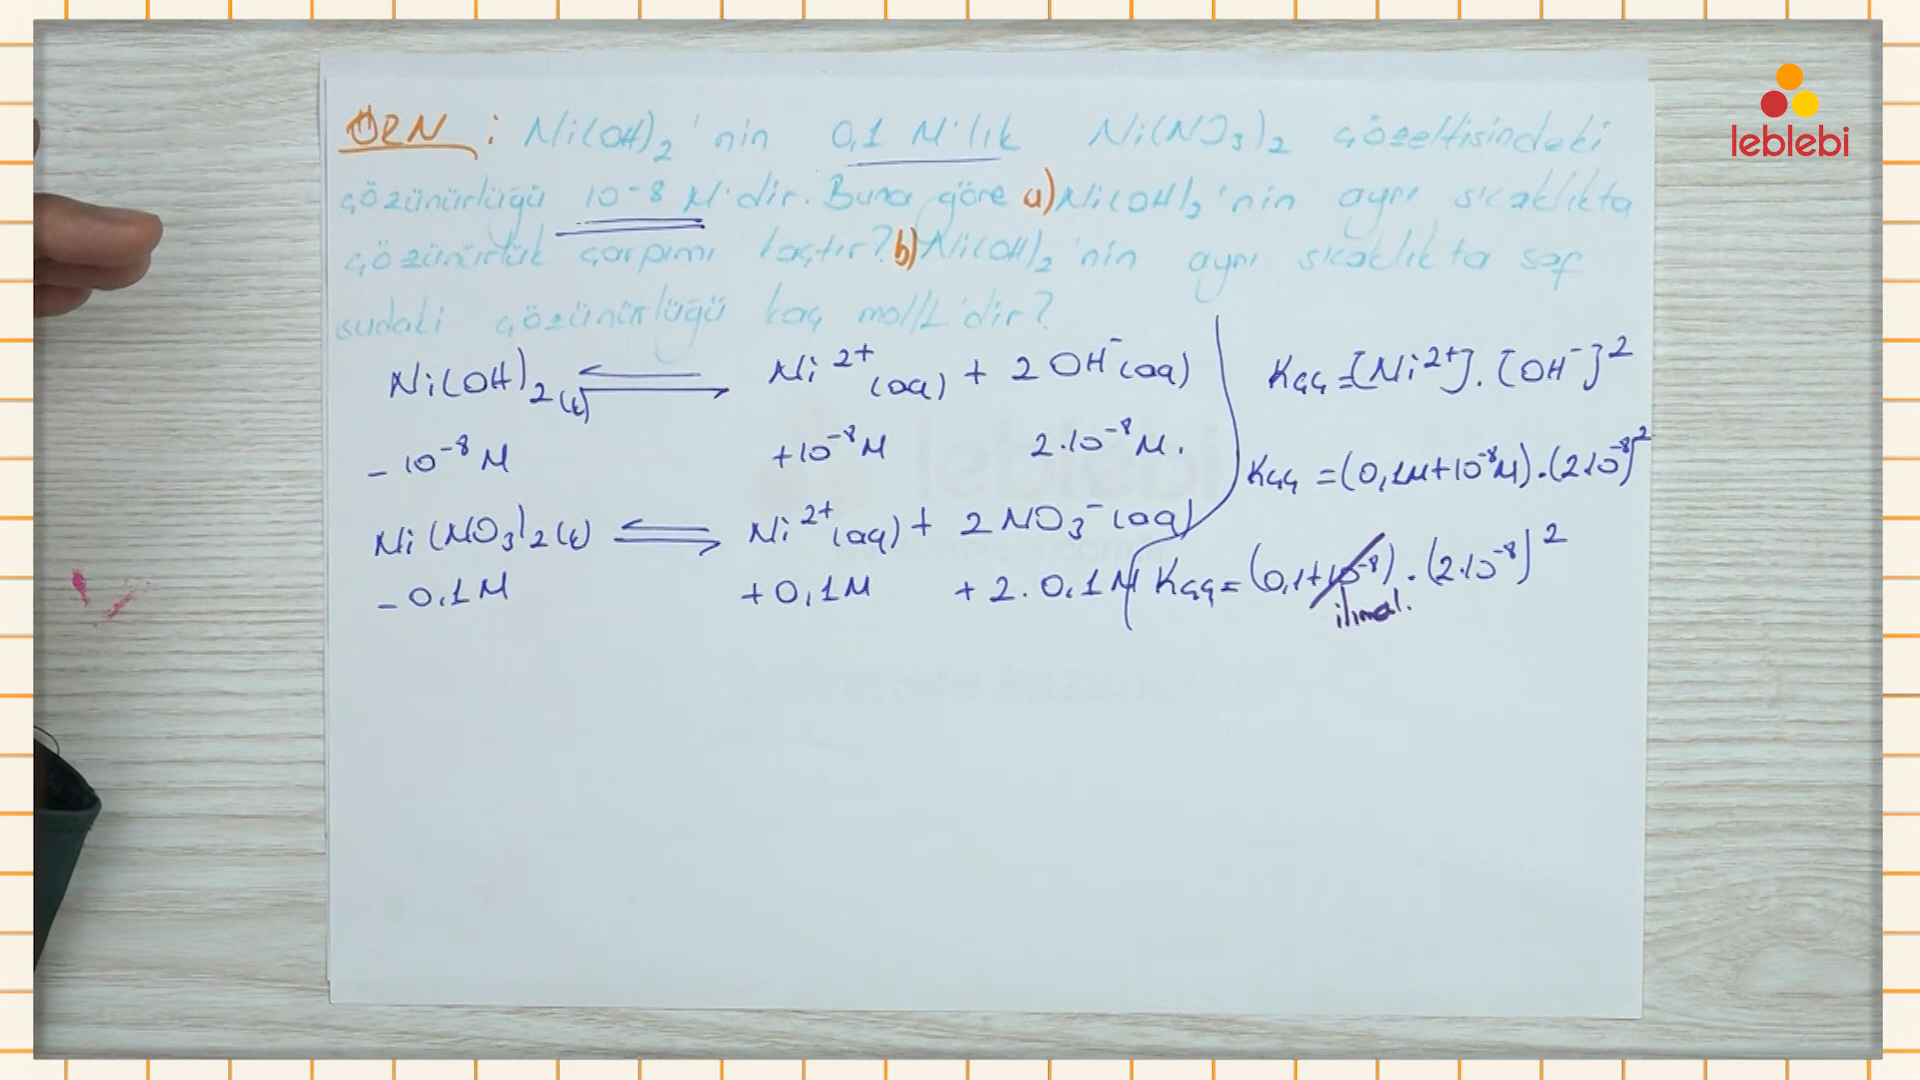 ÖRN : Ni(OH)₂'nin 0,1 M'lık Ni(NO₃)₂ çözeltisindeki
çözünürlüğü 10⁻⁸ M'dir. Buna göre a) Ni(OH)₂'nin aynı sıcaklıkta
çözünürlük çarpımı kaçtır? b) Ni(OH)₂'nin aynı sıcaklıkta saf
sudaki çözünürlüğü kaç mol/L'dir?
Ni(OH)₂(k) ⇌ Ni²⁺(aq) + 2OH⁻(aq)
-10⁻⁸ M +10⁻⁸ M 2·10⁻⁸ M.
Ni(NO₃)₂(k) ⇌ Ni²⁺(aq) + 2NO₃⁻(aq)
-0,1M +0,1M +2.0,1M
Kçç = [Ni²⁺].[OH⁻]²
Kçç = (0,1M+10⁻⁸M).(2·10⁻⁸)²
Kçç = (0,1+10⁻⁸).(2·10⁻⁸)²
ihmal.
leblebi